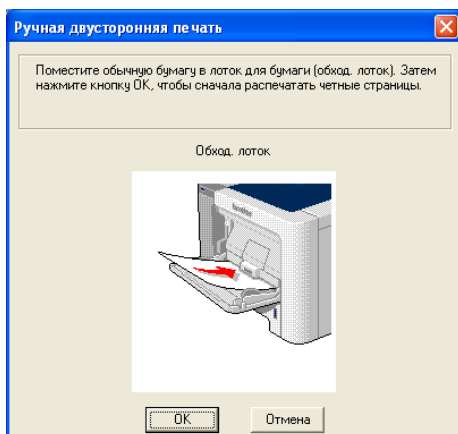 Ручная двусторонняя печать
Поместите обычную бумагу в лоток для бумаги (обход. лоток). Затем
нажмите кнопку OK, чтобы сначала распечатать четные страницы.
Обход. лоток
OK
Отмена